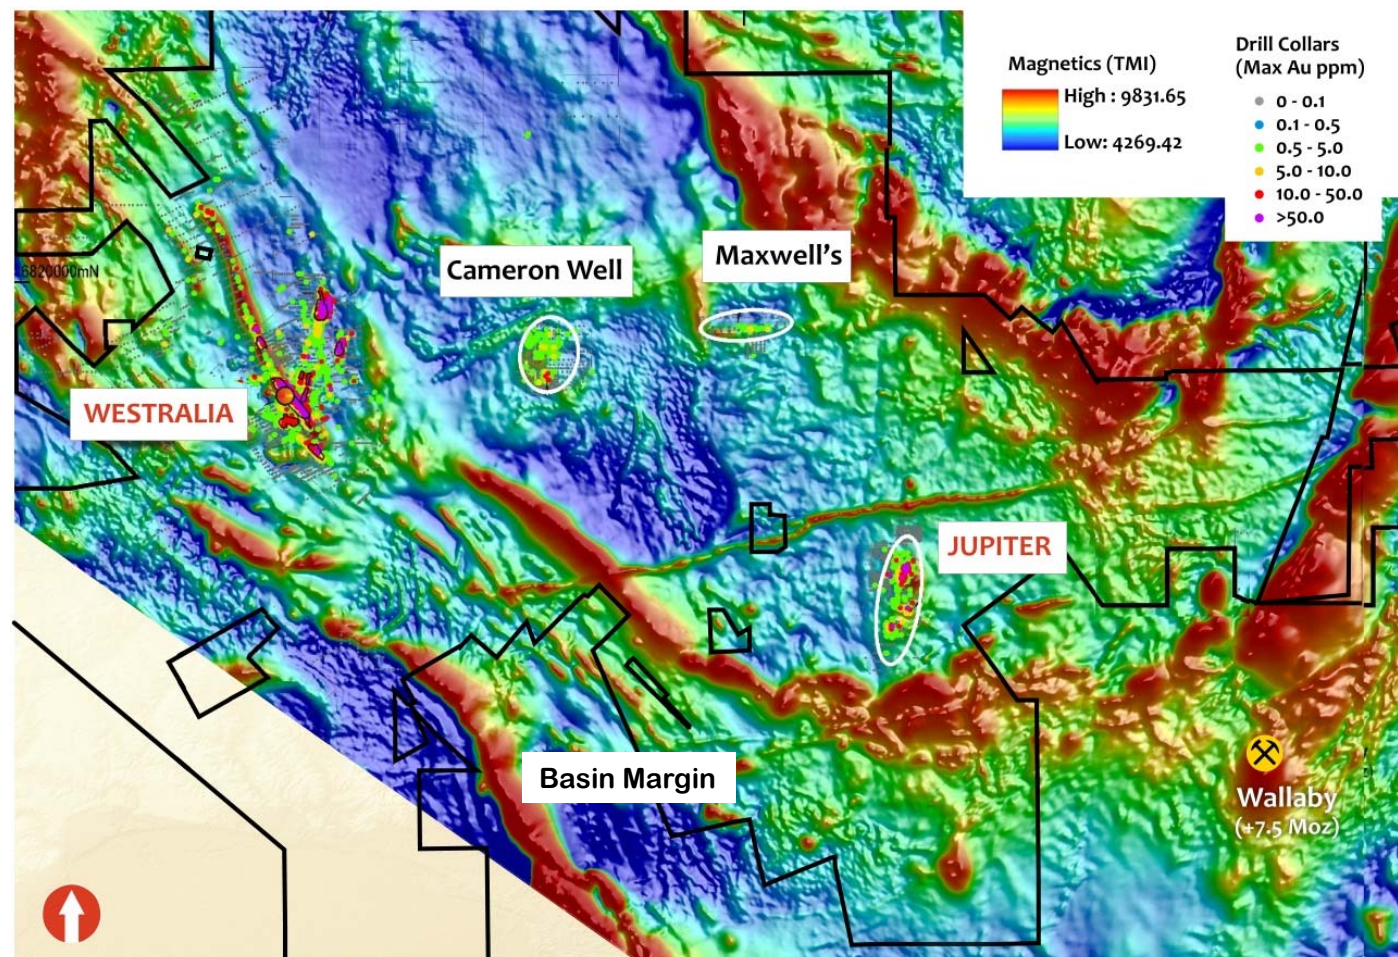 Magnetics (TMI)
High : 9831.65
Low: 4269.42
Drill Collars
(Max Au ppm)
0 - 0.1
0.1 - 0.5
0.5 - 5.0
5.0 - 10.0
10.0 - 50.0
>50.0
Maxwell's
Cameron Well
6820000mN
WESTRALIA
JUPITER
Basin Margin
Wallaby
(+7.5 Moz)